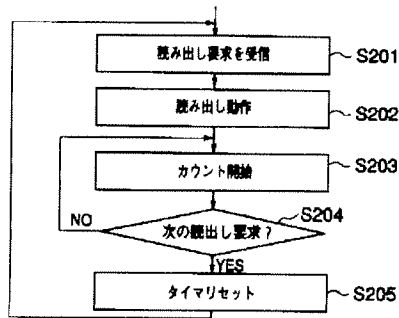 読み出し要求を受信
S201
読み出し動作
S202
カウント開始
S203
S204
NO
次の読出し要求?
YES
タイマリセット
S205